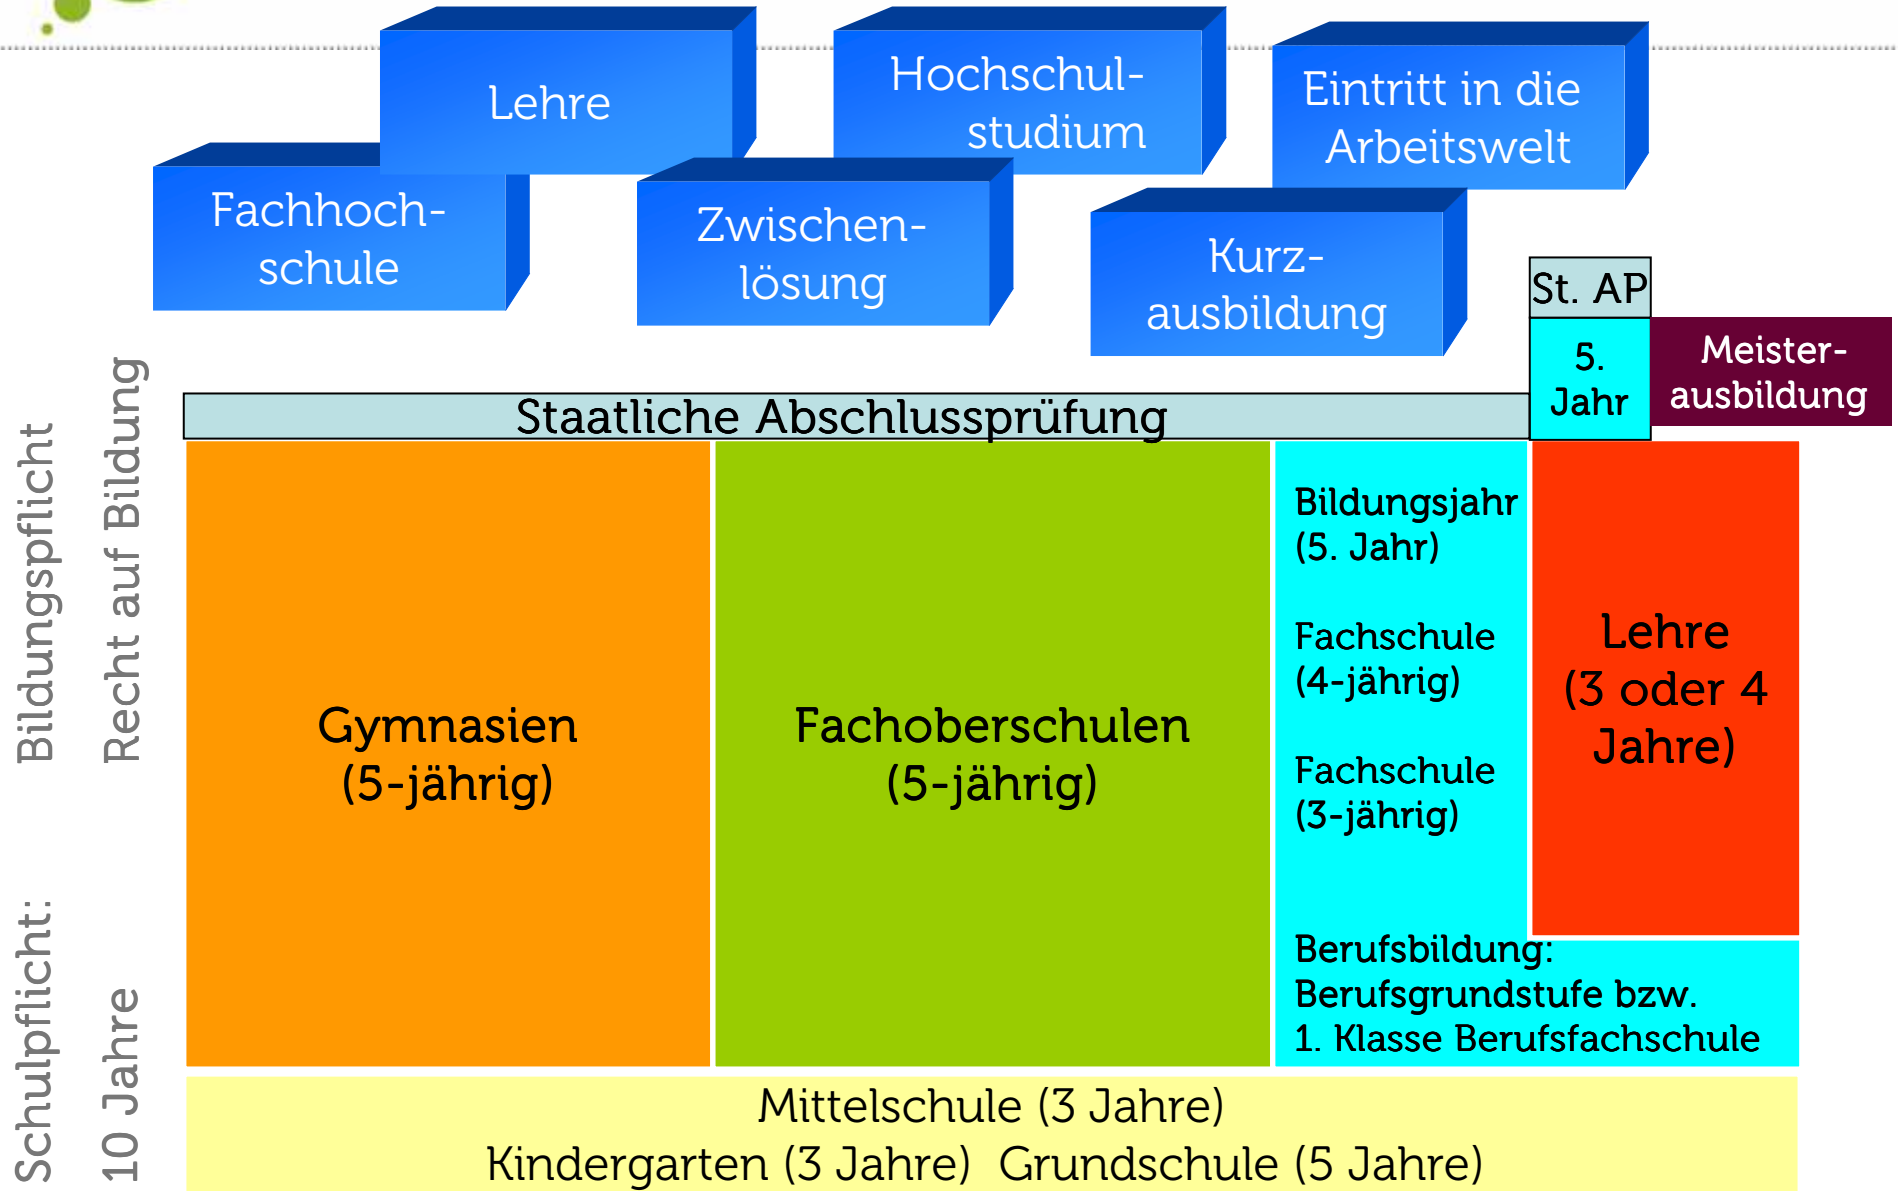 Lehre
Hochschul-
studium
Eintritt in die
Arbeitswelt
Fachhoch-
schule
Zwischen-
lösung
Kurz-
ausbildung
St. AP
5.
Jahr
Meister-
ausbildung
Staatliche Abschlussprüfung
Bildungspflicht
Recht auf Bildung
Schulpflicht:
10 Jahre
Gymnasien
(5-jährig)
Fachoberschulen
(5-jährig)
Bildungsjahr
(5. Jahr)
Fachschule
(4-jährig)
Fachschule
(3-jährig)
Lehre
(3 oder 4
Jahre)
Berufsbildung:
Berufsgrundstufe bzw.
1. Klasse Berufsfachschule
Mittelschule (3 Jahre)
Kindergarten (3 Jahre) Grundschule (5 Jahre)